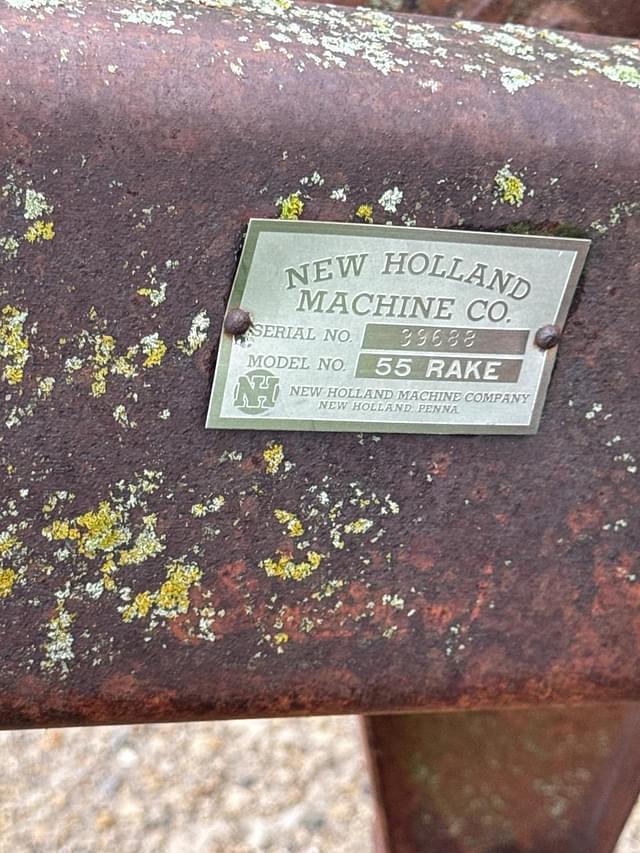 NEW HOLLAND
MACHINE CO.
SERIAL NO. 39688
MODEL NO. 55 RAKE
NH NEW HOLLAND MACHINE COMPANY
NEW HOLLAND, PENNA.